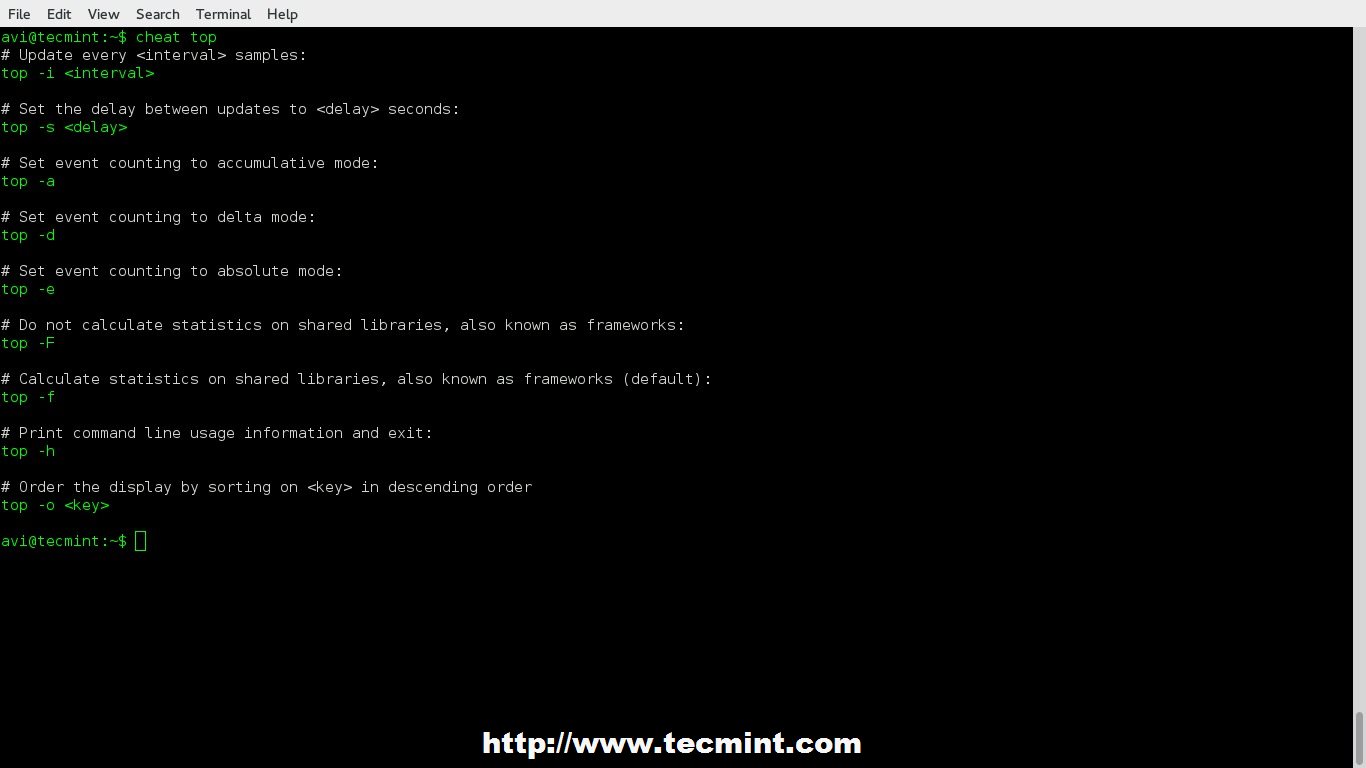 File Edit View Search Terminal Help
avi@tecmint:~$ cheat top
# Update every <interval> samples:
top -i <interval>
# Set the delay between updates to <delay> seconds:
top -s <delay>
# Set event counting to accumulative mode:
top -a
# Set event counting to delta mode:
top -d
# Set event counting to absolute mode:
top -e
# Do not calculate statistics on shared libraries, also known as frameworks:
top -F
# Calculate statistics on shared libraries, also known as frameworks (default):
top -f
# Print command line usage information and exit:
top -h
# Order the display by sorting on <key> in descending order
top -o <key>
avi@tecmint:~$
http://www.tecmint.com